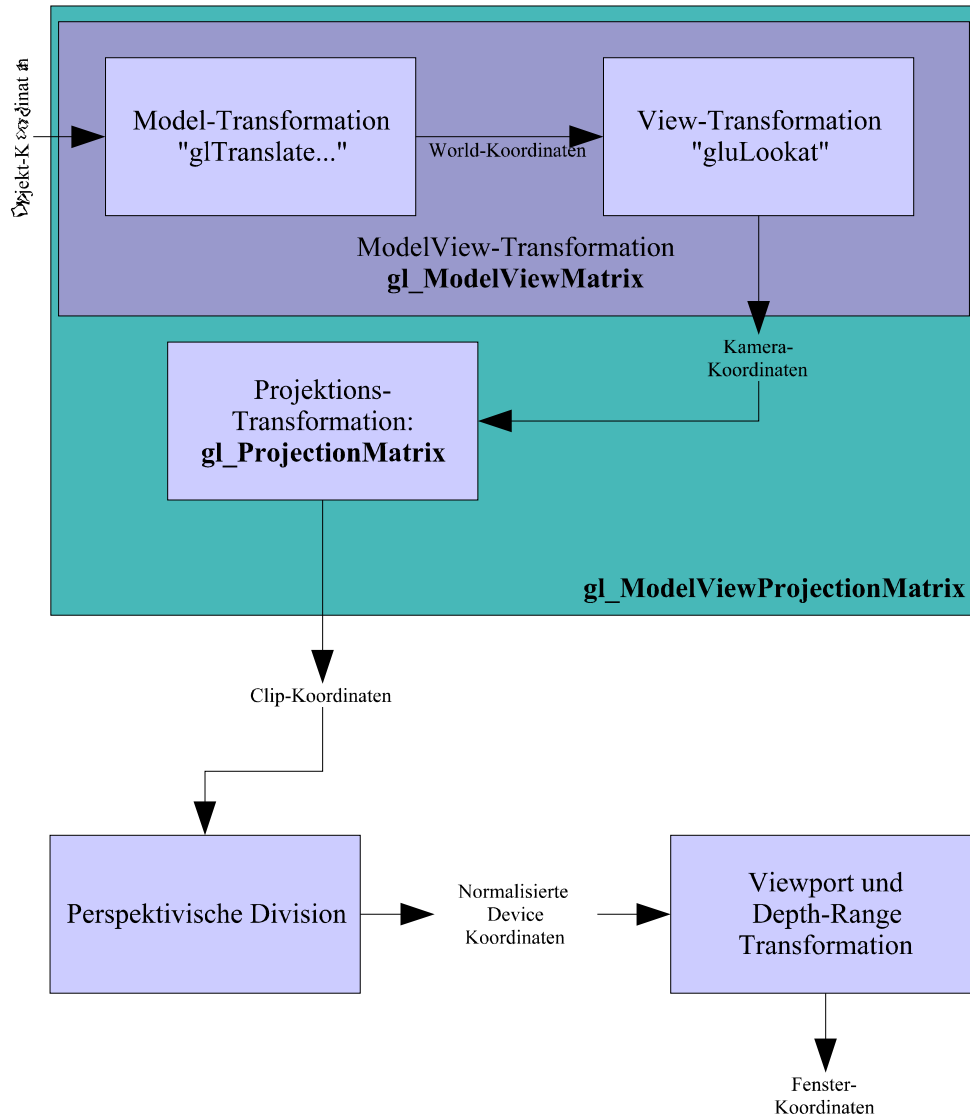 Model-Transformation
"glTranslate..."
World-Koordinaten
View-Transformation
"gluLookat"
ModelView-Transformation
gl_ModelViewMatrix
Kamera-
Koordinaten
Projektions-
Transformation:
gl_ProjectionMatrix
gl_ModelViewProjectionMatrix
Clip-Koordinaten
Perspektivische Division
Normalisierte
Device
Koordinaten
Viewport und
Depth-Range
Transformation
Fenster-
Koordinaten